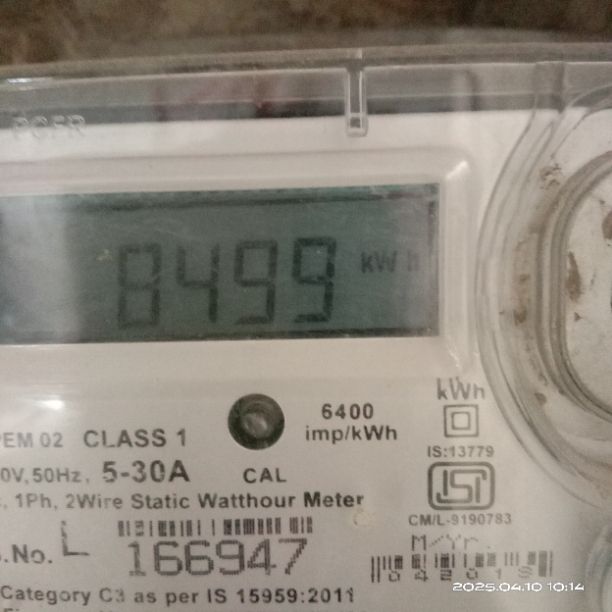 8499 kWh
kWh
6400
imp/kWh
PEM 02 CLASS 1
0V,50Hz, 5-30A CAL
IS:13779
ISI
CM/L-9190783
1Ph, 2Wire Static Watthour Meter
M/Yr.
No. L 166947
Category C3 as per IS 15959:2011
2025.04.10 10:14